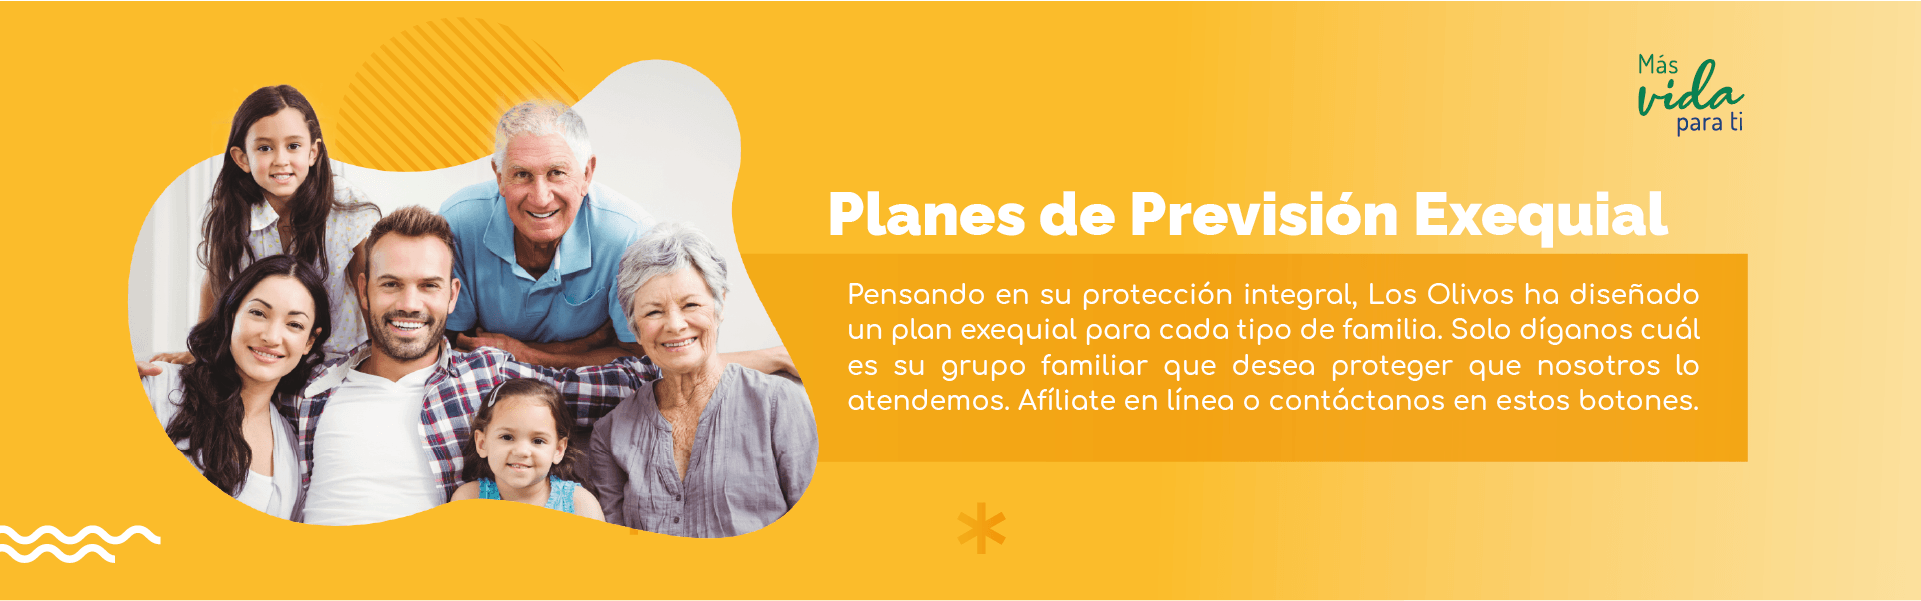 Más
vida
para ti
Planes de Previsión Exequial
Pensando en su protección integral, Los Olivos ha diseñado
un plan exequial para cada tipo de familia. Solo díganos cuál
es su grupo familiar que desea proteger que nosotros lo
atendemos. Afíliate en línea o contáctanos en estos botones.